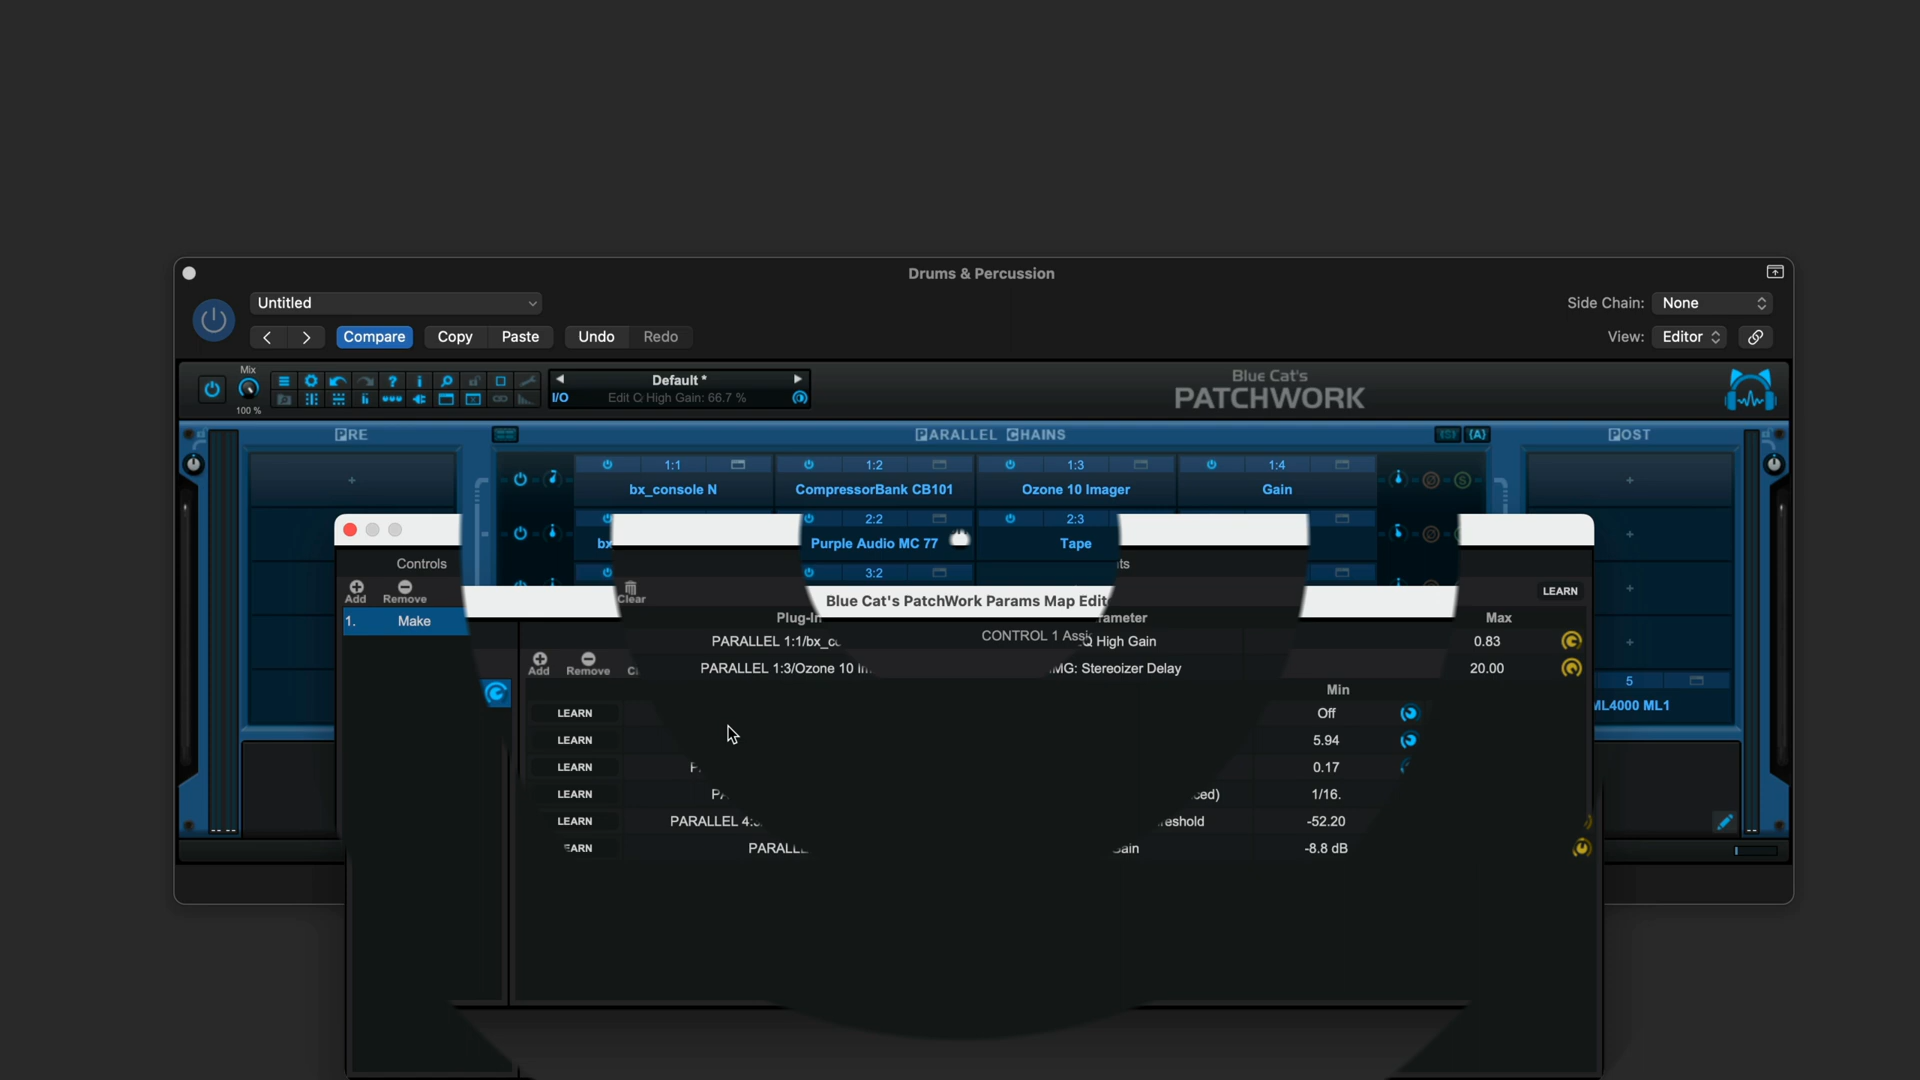 Drums & Percussion
Untitled
Side Chain: None
Compare Copy Paste Undo Redo
View: Editor
Mix
100 %
Default *
I/O Edit Q High Gain: 66.7 %
Blue Cat's
PATCHWORK
PRE
PARALLEL CHAINS
{S} {A}
POST
1:1 1:2 1:3 1:4
bx_console N CompressorBank CB101 Ozone 10 Imager Gain
2:2 2:3
bx Purple Audio MC 77 Tape
Controls
3:2
Add Remove
Clear
LEARN
Blue Cat's PatchWork Params Map Edit
1. Make
Plug-In
Max
CONTROL 1
PARALLEL 1:1/bx_c
Q High Gain
0.83
PARALLEL 1:3/Ozone 10
IMG: Stereoizer Delay
20.00
Add Remove
5
Min
ML4000 ML1
LEARN Off
LEARN 5.94
LEARN 0.17
LEARN 1/16.
LEARN PARALLEL 4: -52.20
PARALL -8.8 dB